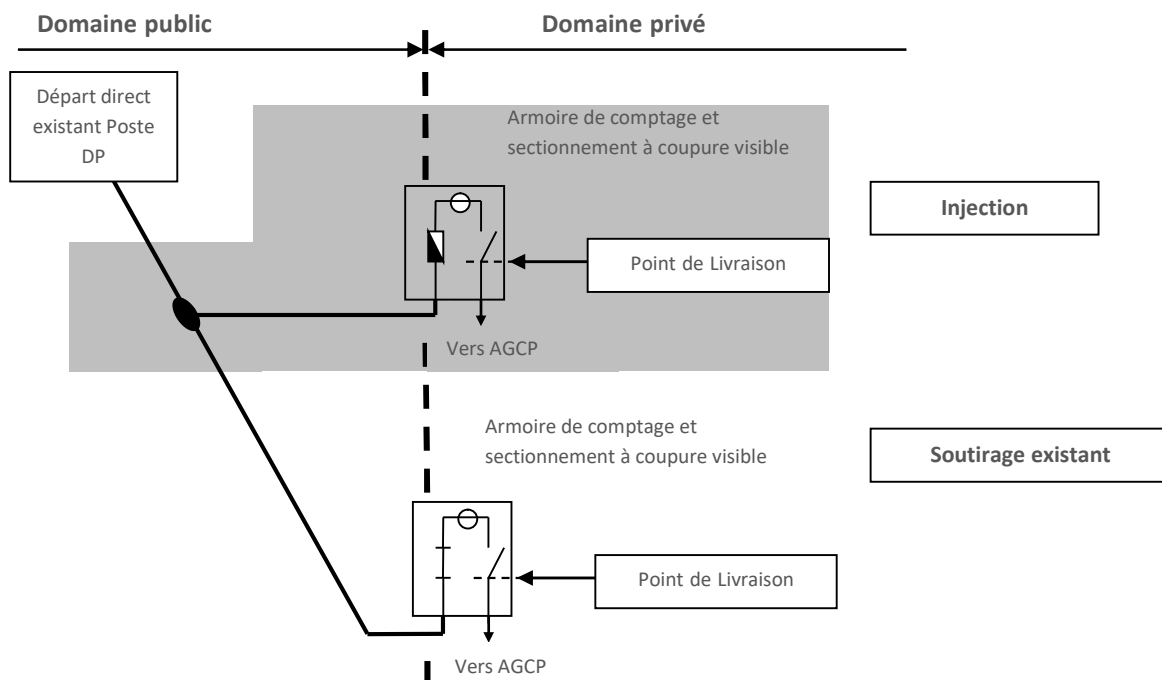 Domaine public
Domaine privé
Départ direct
existant Poste
DP
Armoire de comptage et
sectionnement à coupure visible
Injection
Point de Livraison
Vers AGCP
Armoire de comptage et
sectionnement à coupure visible
Soutirage existant
Point de Livraison
Vers AGCP